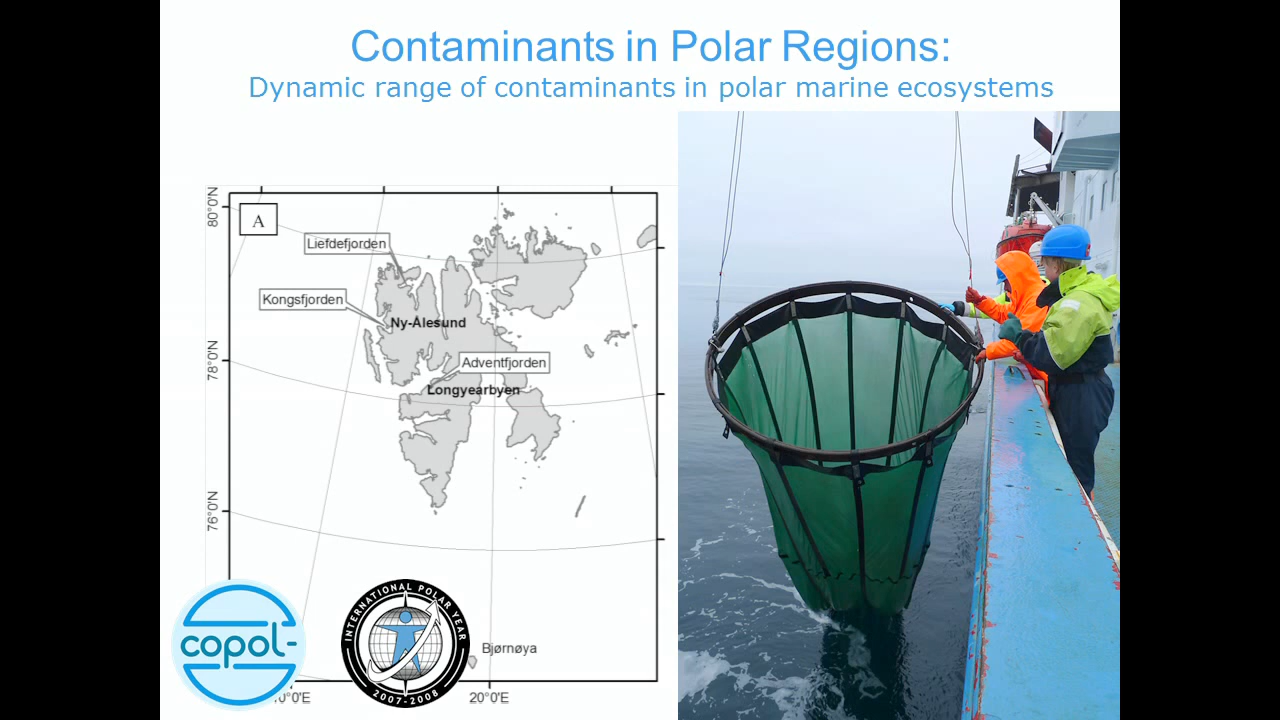 Contaminants in Polar Regions:
Dynamic range of contaminants in polar marine ecosystems
80°0'N
A
Liefdefjorden
Kongsfjorden
Ny-Ålesund
78°0'N
Adventfjorden
Longyearbyen
76°0'N
copol-
INTERNATIONAL POLAR YEAR
2007-2008
Bjørnøya
20°0'E